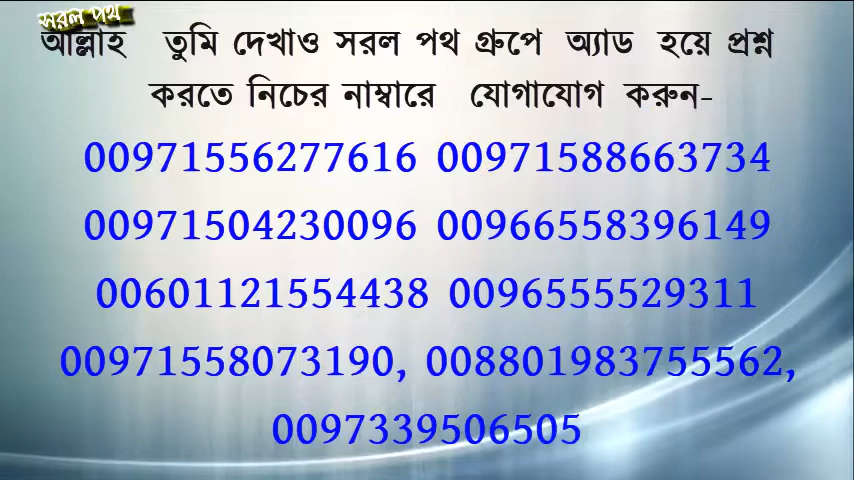 সরল পথ
আল্লাহ তুমি দেখাও সরল পথ গ্রুপে অ্যাড হয়ে প্রশ্ন
করতে নিচের নাম্বারে যোগাযোগ করুন-
00971556277616 00971588663734
00971504230096 00966558396149
00601121554438 0096555529311
00971558073190, 008801983755562,
0097339506505